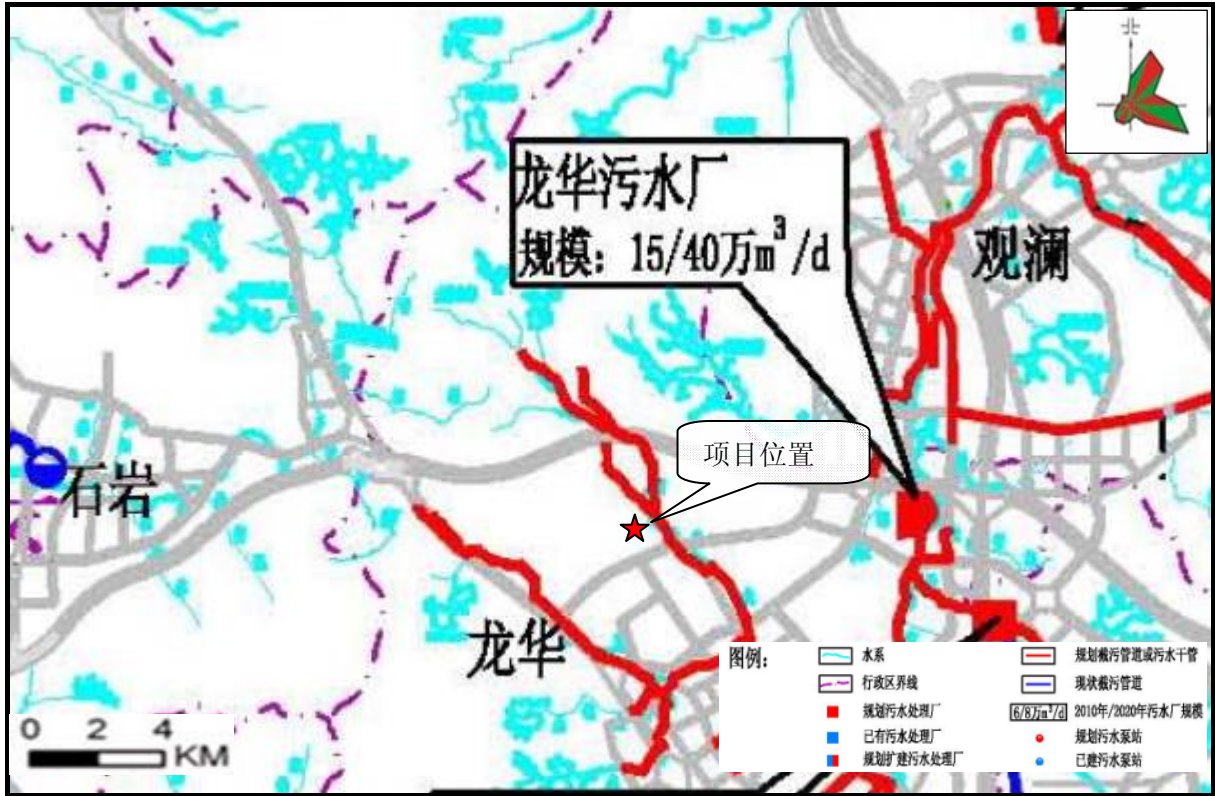 北
龙华污水厂
规模：15/40万m³/d
观澜
项目位置
石岩
龙华
图例：
水系
规划截污管道或污水干管
行政区界线
现状截污管道
规划污水处理厂
6/8万m³/d 2010年/2020年污水厂规模
已有污水处理厂
规划污水泵站
规划扩建污水处理厂
已建污水泵站
0 2 4
KM